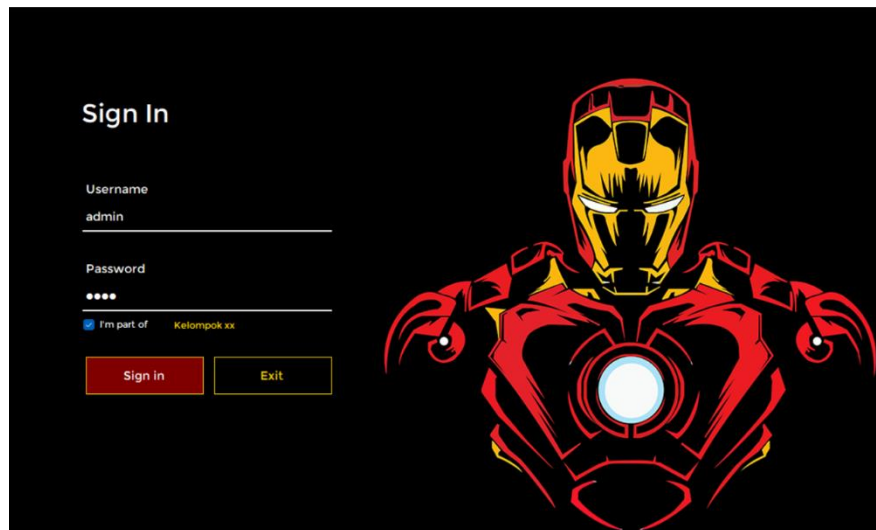 Sign In
Username
admin
Password
••••
I'm part of Kelompok xx
Sign in Exit